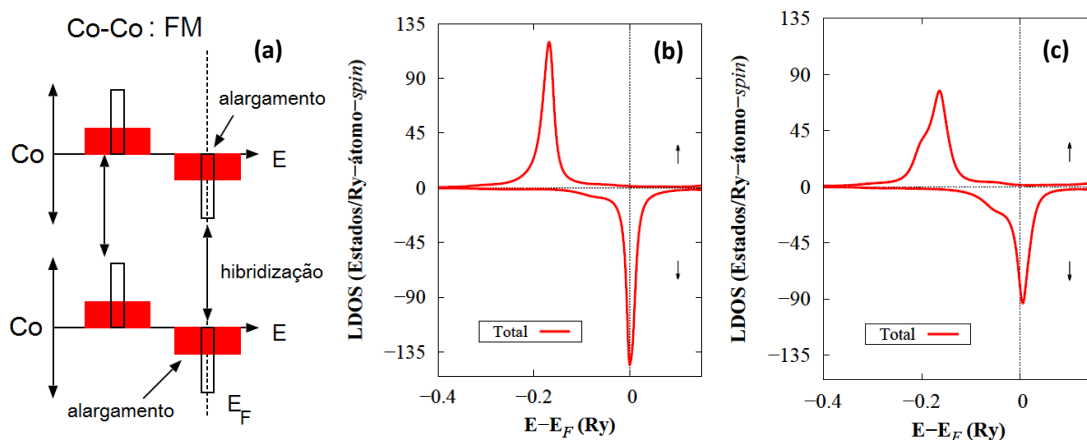 Co-Co : FM
(a)
alargamento
Co
E
hibridização
Co
E
alargamento
E_F
(b)
135
90
45
0
−45
−90
−135
LDOS (Estados/Ry−átomo−spin)
Total
−0.4
−0.2
0
E−E_F (Ry)
(c)
135
90
45
0
−45
−90
−135
LDOS (Estados/Ry−átomo−spin)
Total
−0.4
−0.2
0
E−E_F (Ry)